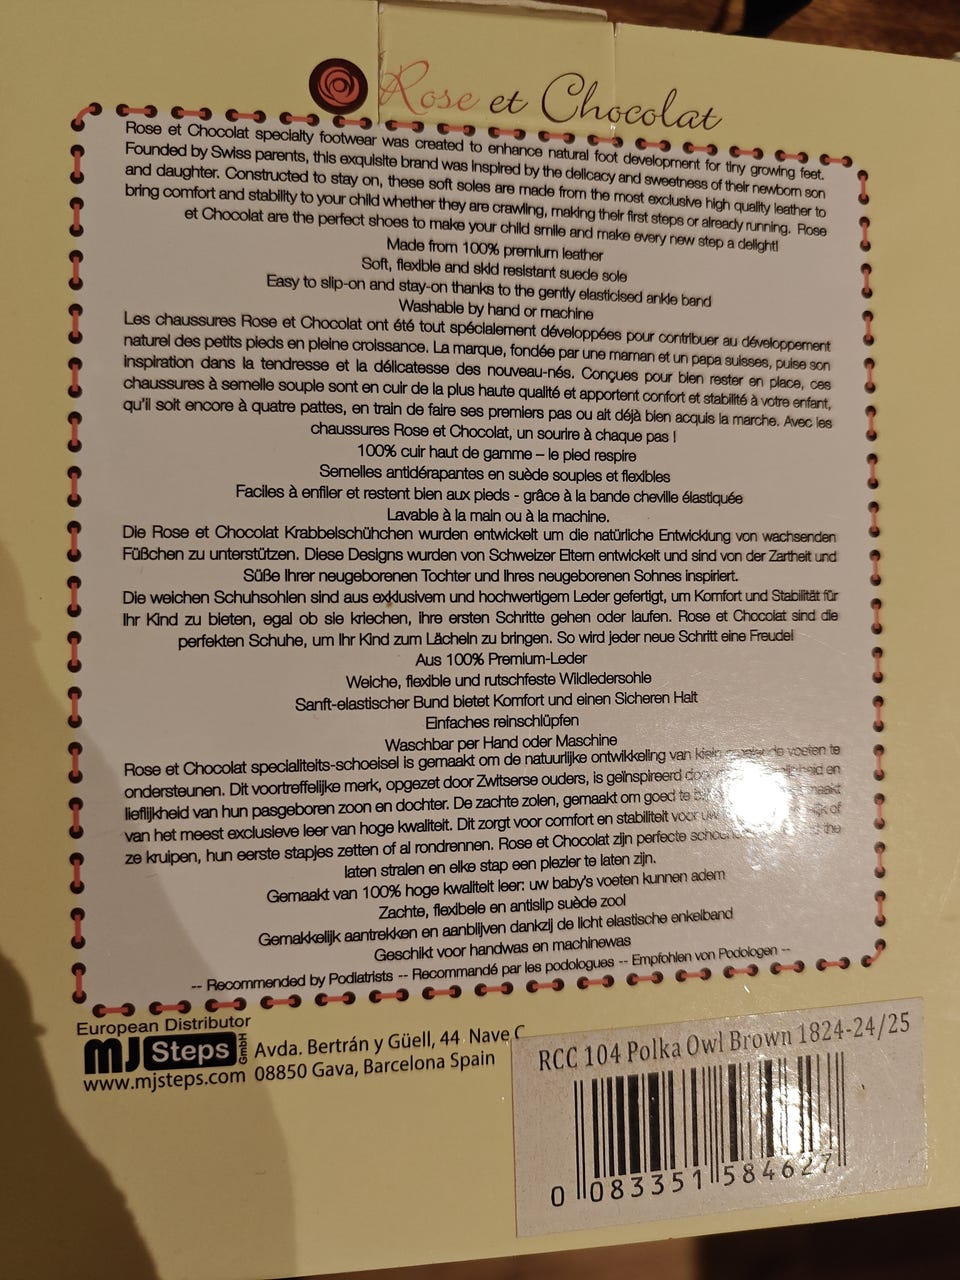 Rose et Chocolat
Rose et Chocolat specialty footwear was created to enhance natural foot development for tiny growing feet.
Founded by Swiss parents, this exquisite brand was inspired by the delicacy and sweetness of their newborn son
and daughter. Constructed to stay on, these soft soles are made from the most exclusive high quality leather to
bring comfort and stability to your child whether they are crawling, making their first steps or already running. Rose
et Chocolat are the perfect shoes to make your child smile and make every new step a delight!
Made from 100% premium leather
Soft, flexible and skid resistant suede sole
Easy to slip-on and stay-on thanks to the gently elasticised ankle band
Washable by hand or machine
Les chaussures Rose et Chocolat ont été tout spécialement développées pour contribuer au développement
naturel des petits pieds en pleine croissance. La marque, fondée par une maman et un papa suisses, puise son
inspiration dans la tendresse et la délicatesse des nouveau-nés. Conçues pour bien rester en place, ces
chaussures à semelle souple sont en cuir de la plus haute qualité et apportent confort et stabilité à votre enfant,
qu'il soit encore à quatre pattes, en train de faire ses premiers pas ou ait déjà bien acquis la marche. Avec les
chaussures Rose et Chocolat, un sourire à chaque pas !
100% cuir haut de gamme – le pied respire
Semelles antidérapantes en suède souples et flexibles
Faciles à enfiler et restent bien aux pieds - grâce à la bande cheville élastiquée
Lavable à la main ou à la machine.
Die Rose et Chocolat Krabbelschühchen wurden entwickelt um die natürliche Entwicklung von wachsenden
Füßchen zu unterstützen. Diese Designs wurden von Schweizer Eltern entwickelt und sind von der Zartheit und
Süße Ihrer neugeborenen Tochter und Ihres neugeborenen Sohnes inspiriert.
Die weichen Schuhsohlen sind aus exklusivem und hochwertigem Leder gefertigt, um Komfort und Stabilität für
Ihr Kind zu bieten, egal ob sie kriechen, ihre ersten Schritte gehen oder laufen. Rose et Chocolat sind die
perfekten Schuhe, um Ihr Kind zum Lächeln zu bringen. So wird jeder neue Schritt eine Freude!
Aus 100% Premium-Leder
Weiche, flexible und rutschfeste Wildledersohle
Sanft-elastischer Bund bietet Komfort und einen Sicheren Halt
Einfaches reinschlüpfen
Waschbar per Hand oder Maschine
Rose et Chocolat specialiteits-schoeisel is gemaakt om de natuurlijke ontwikkeling van de voeten te
ondersteunen. Dit voortreffelijke merk, opgezet door Zwitserse ouders, is geïnspireerd en
lieflijkheid van hun pasgeboren zoon en dochter. De zachte zolen, gemaakt om goed te
van het meest exclusieve leer van hoge kwaliteit. Dit zorgt voor comfort en stabiliteit voor uw of
ze kruipen, hun eerste stapjes zetten of al rondrennen. Rose et Chocolat zijn perfecte the
laten stralen en elke stap een plezier te laten zijn.
Gemaakt van 100% hoge kwaliteit leer: uw baby's voeten kunnen adem
Zachte, flexibele en antislip suède zool
Gemakkelijk aantrekken en aanblijven dankzij de licht elastische enkelband
Geschikt voor handwas en machinewas
-- Recommended by Podiatrists -- Recommandé par les podologues -- Empfohlen von Podologen --
European Distributor
MJ Steps GmbH
www.mjsteps.com
Avda. Bertrán y Güell, 44 Nave C
08850 Gava, Barcelona Spain
RCC 104 Polka Owl Brown 1824-24/25
0 083351 584627